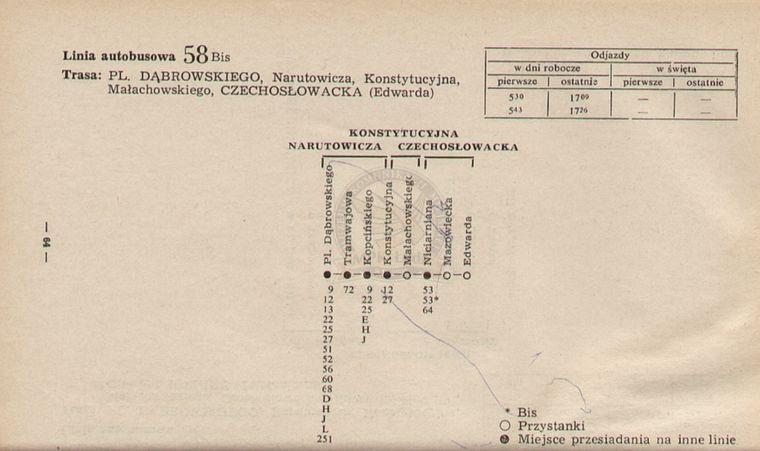 Linia autobusowa 58 Bis
Trasa: PL. DĄBROWSKIEGO, Narutowicza, Konstytucyjna,
Małachowskiego, CZECHOSŁOWACKA (Edwarda)
Odjazdy
w dni robocze w święta
pierwsze ostatnie pierwsze ostatnie
5³⁰ 17⁰⁹ — —
5⁴³ 17²⁶ — —
KONSTYTUCYJNA
NARUTOWICZA CZECHOSŁOWACKA
Pl. Dąbrowskiego
Tramwajowa
Kopcińskiego
Konstytucyjna
Małachowskiego
Niciarniana
Mazowiecka
Edwarda
9 72 9 12 53
12 22 27 53*
13 25 64
22 E
25 H
27 J
51
52
56
60
68
D
H
J
L
251
— 64 —
* Bis
Przystanki
Miejsce przesiadania na inne linie